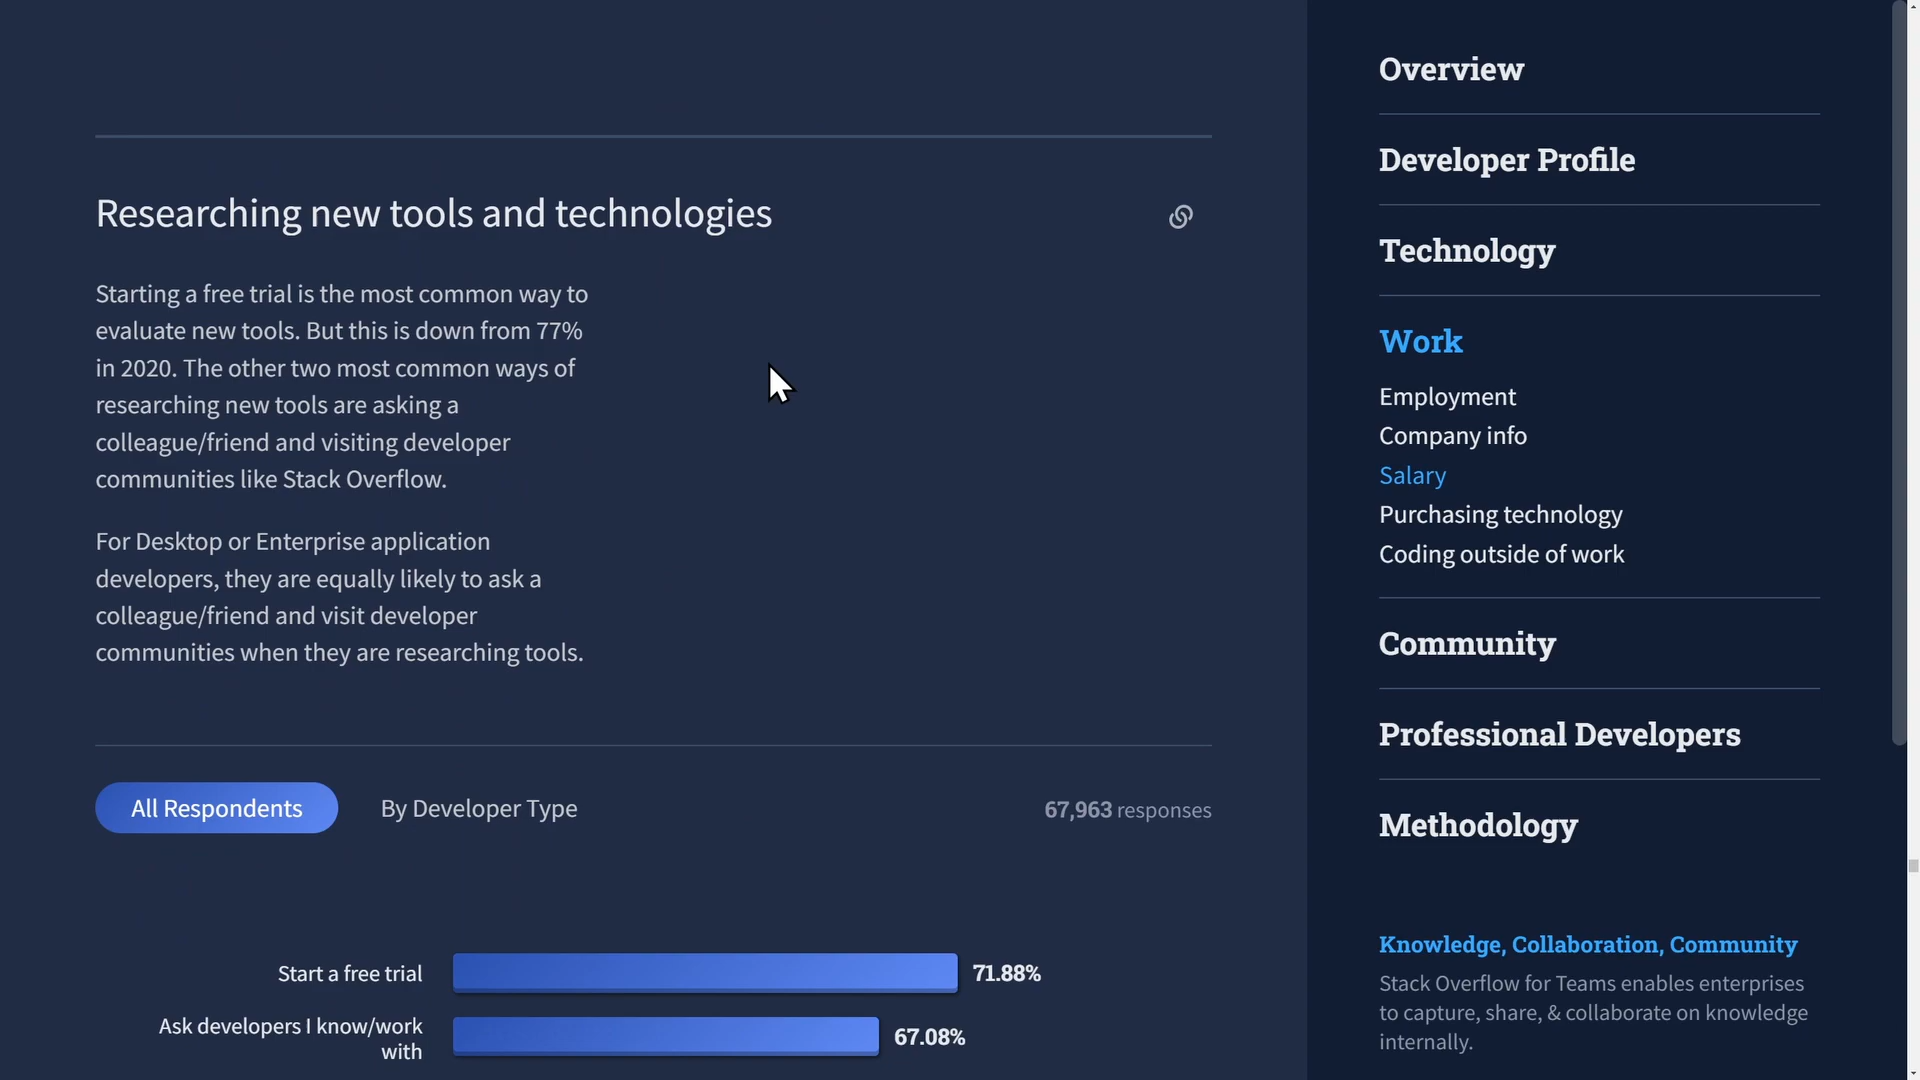 Researching new tools and technologies
Starting a free trial is the most common way to
evaluate new tools. But this is down from 77%
in 2020. The other two most common ways of
researching new tools are asking a
colleague/friend and visiting developer
communities like Stack Overflow.
For Desktop or Enterprise application
developers, they are equally likely to ask a
colleague/friend and visit developer
communities when they are researching tools.
All Respondents
By Developer Type
67,963 responses
Start a free trial
71.88%
Ask developers I know/work
with
67.08%
Overview
Developer Profile
Technology
Work
Employment
Company info
Salary
Purchasing technology
Coding outside of work
Community
Professional Developers
Methodology
Knowledge, Collaboration, Community
Stack Overflow for Teams enables enterprises
to capture, share, & collaborate on knowledge
internally.